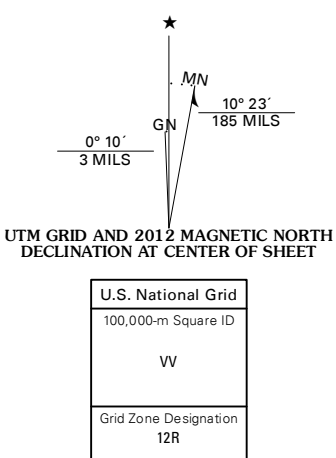 ★
MN
GN
10° 23´
185 MILS
0° 10´
3 MILS
UTM GRID AND 2012 MAGNETIC NORTH
DECLINATION AT CENTER OF SHEET
U.S. National Grid
100,000-m Square ID
VV
Grid Zone Designation
12R